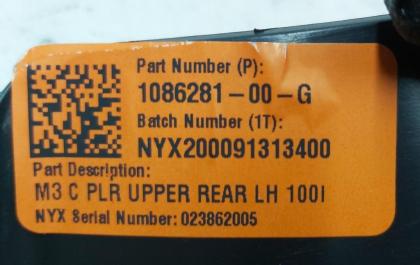 Part Number (P):
1086281-00-G
Batch Number (1T):
NYX200091313400
Part Description:
M3 C PLR UPPER REAR LH 100I
NYX Serial Number: 023862005